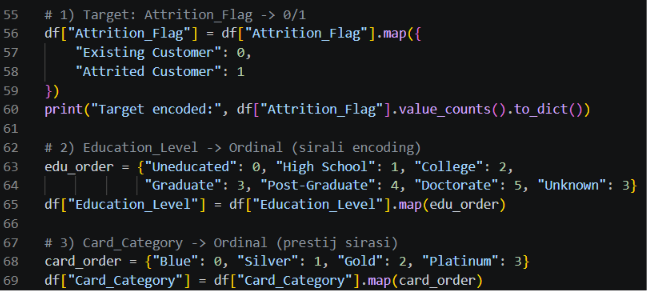 55 # 1) Target: Attrition_Flag -> 0/1
56 df["Attrition_Flag"] = df["Attrition_Flag"].map({
57     "Existing Customer": 0,
58     "Attrited Customer": 1
59 })
60 print("Target encoded:", df["Attrition_Flag"].value_counts().to_dict())
61
62 # 2) Education_Level -> Ordinal (sirali encoding)
63 edu_order = {"Uneducated": 0, "High School": 1, "College": 2,
64              "Graduate": 3, "Post-Graduate": 4, "Doctorate": 5, "Unknown": 3}
65 df["Education_Level"] = df["Education_Level"].map(edu_order)
66
67 # 3) Card_Category -> Ordinal (prestij sirasi)
68 card_order = {"Blue": 0, "Silver": 1, "Gold": 2, "Platinum": 3}
69 df["Card_Category"] = df["Card_Category"].map(card_order)